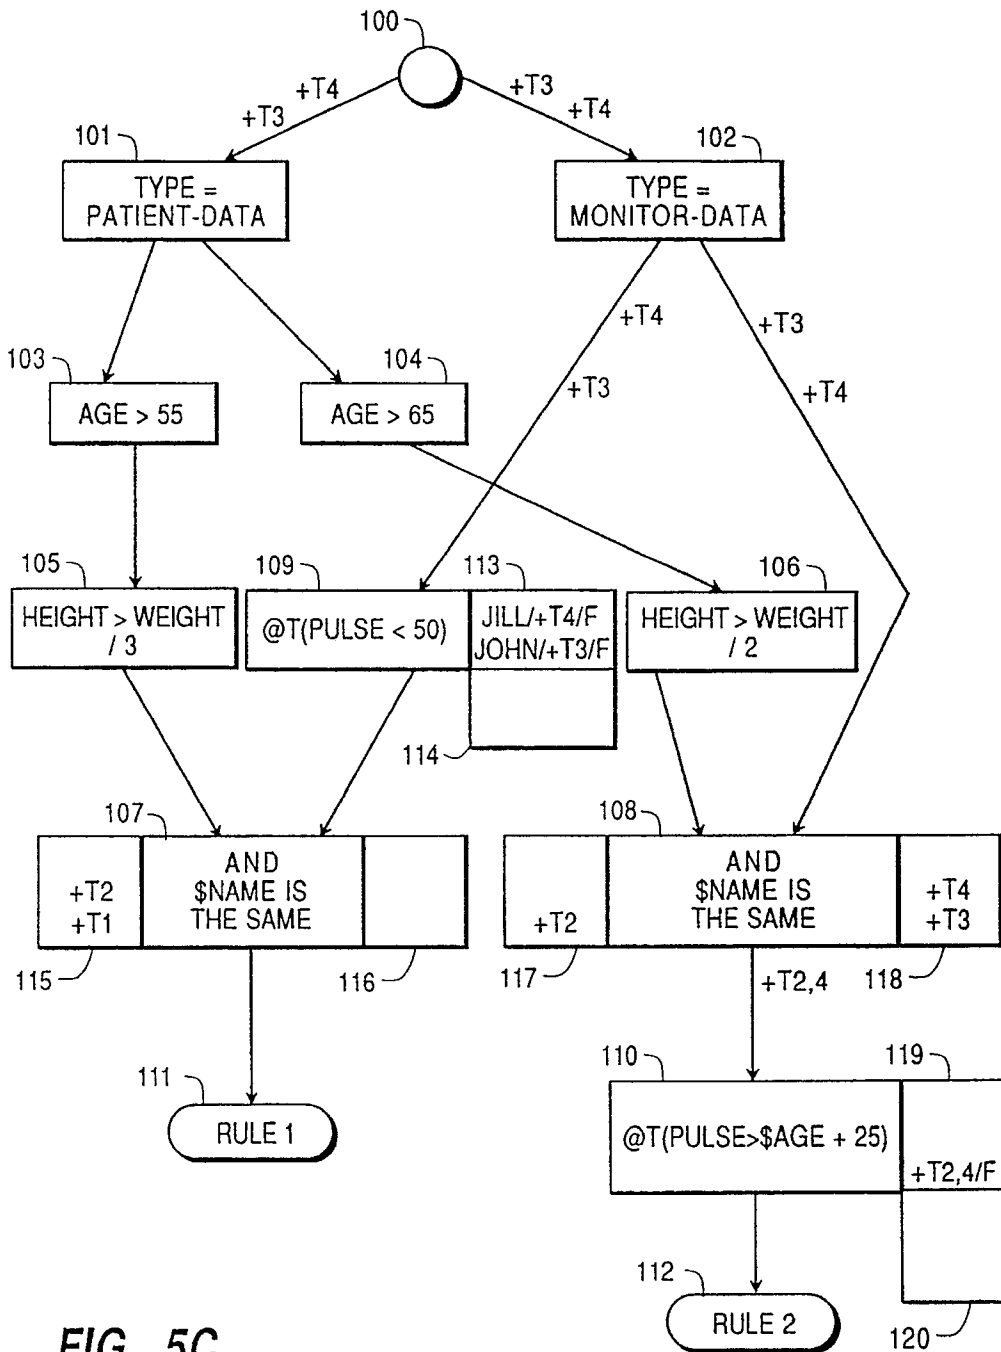 100
+T4
+T3
+T3
+T4
101
102
TYPE =
PATIENT-DATA
TYPE =
MONITOR-DATA
+T4
+T3
+T3
+T4
103
104
AGE > 55
AGE > 65
105
109
113
106
HEIGHT > WEIGHT
/ 3
@T(PULSE < 50)
JILL/+T4/F
JOHN/+T3/F
HEIGHT > WEIGHT
/ 2
114
107
108
+T2
+T1
AND
$NAME IS
THE SAME
+T2
AND
$NAME IS
THE SAME
+T4
+T3
115
116
117
+T2,4
118
111
110
119
RULE 1
@T(PULSE>$AGE + 25)
+T2,4/F
112
RULE 2
120
FIG. 5C